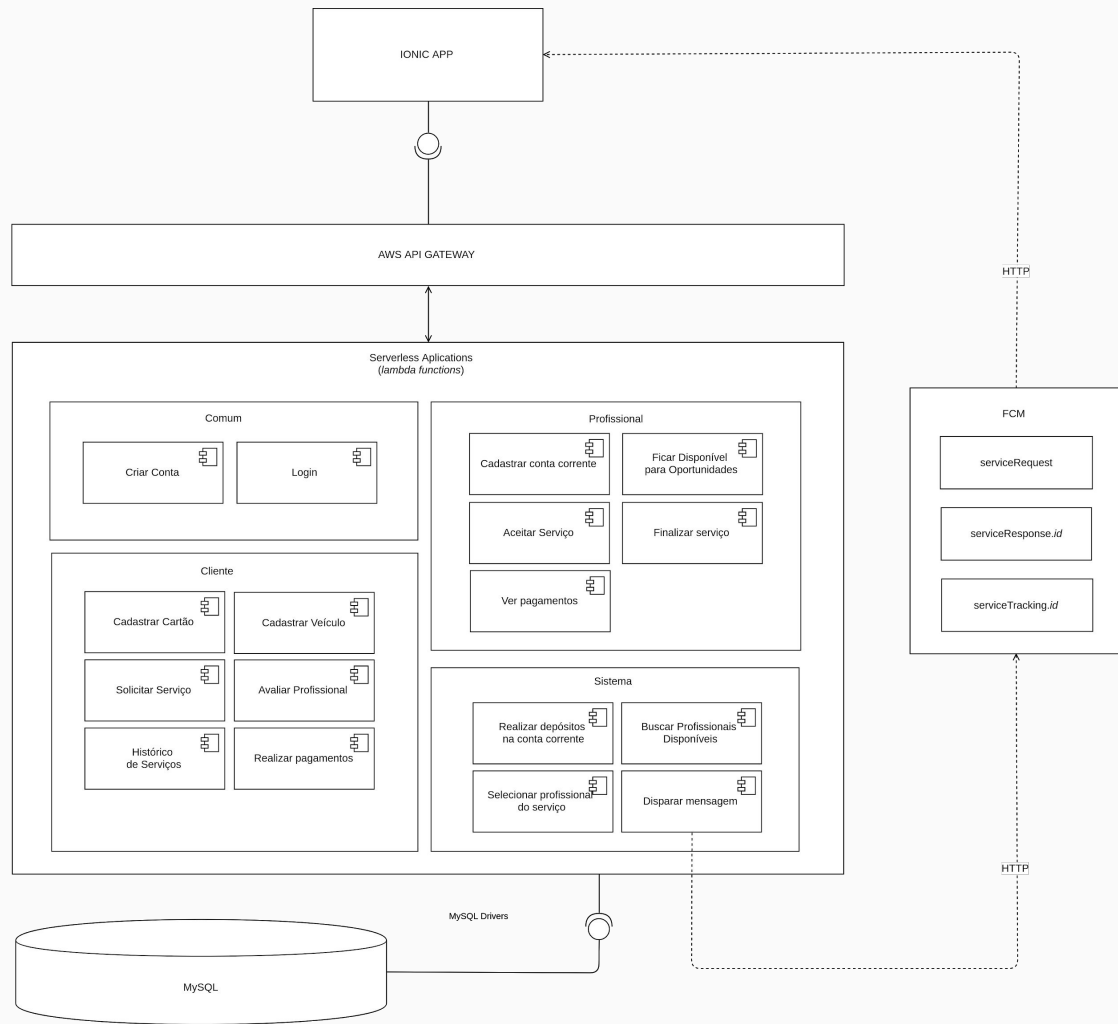 IONIC APP
AWS API GATEWAY
HTTP
Serverless Aplications
(lambda functions)
Comum
Criar Conta
Login
Profissional
Cadastrar conta corrente
Ficar Disponível
para Oportunidades
Aceitar Serviço
Finalizar serviço
Ver pagamentos
Cliente
Cadastrar Cartão
Cadastrar Veículo
Solicitar Serviço
Avaliar Profissional
Histórico
de Serviços
Realizar pagamentos
Sistema
Realizar depósitos
na conta corrente
Buscar Profissionais
Disponíveis
Selecionar profissional
do serviço
Disparar mensagem
FCM
serviceRequest
serviceResponse.id
serviceTracking.id
HTTP
MySQL Drivers
MySQL